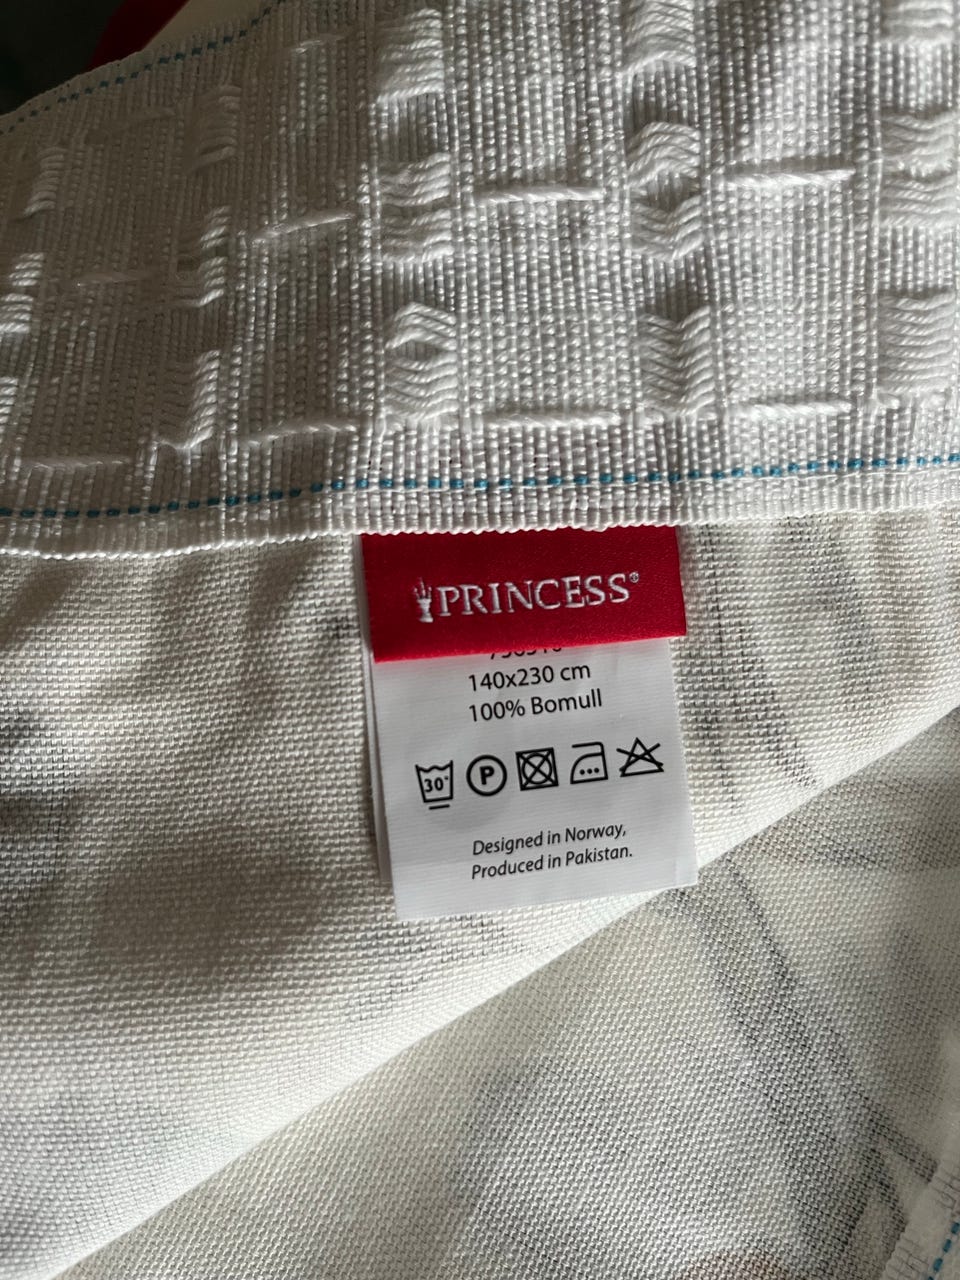 PRINCESS®
140x230 cm
100% Bomull
30° P
Designed in Norway,
Produced in Pakistan.